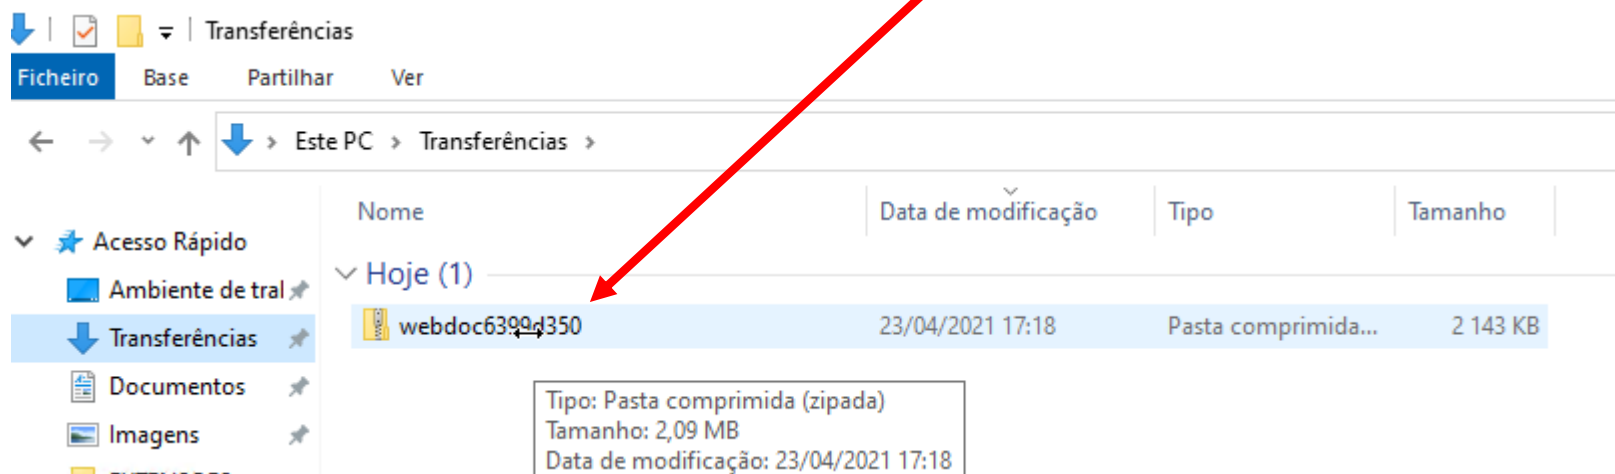 Transferências
Ficheiro Base Partilhar Ver
Este PC > Transferências >
Nome Data de modificação Tipo Tamanho
Acesso Rápido
Hoje (1)
Ambiente de tral
webdoc6399d350 23/04/2021 17:18 Pasta comprimida... 2 143 KB
Transferências
Documentos
Tipo: Pasta comprimida (zipada)
Tamanho: 2,09 MB
Data de modificação: 23/04/2021 17:18
Imagens